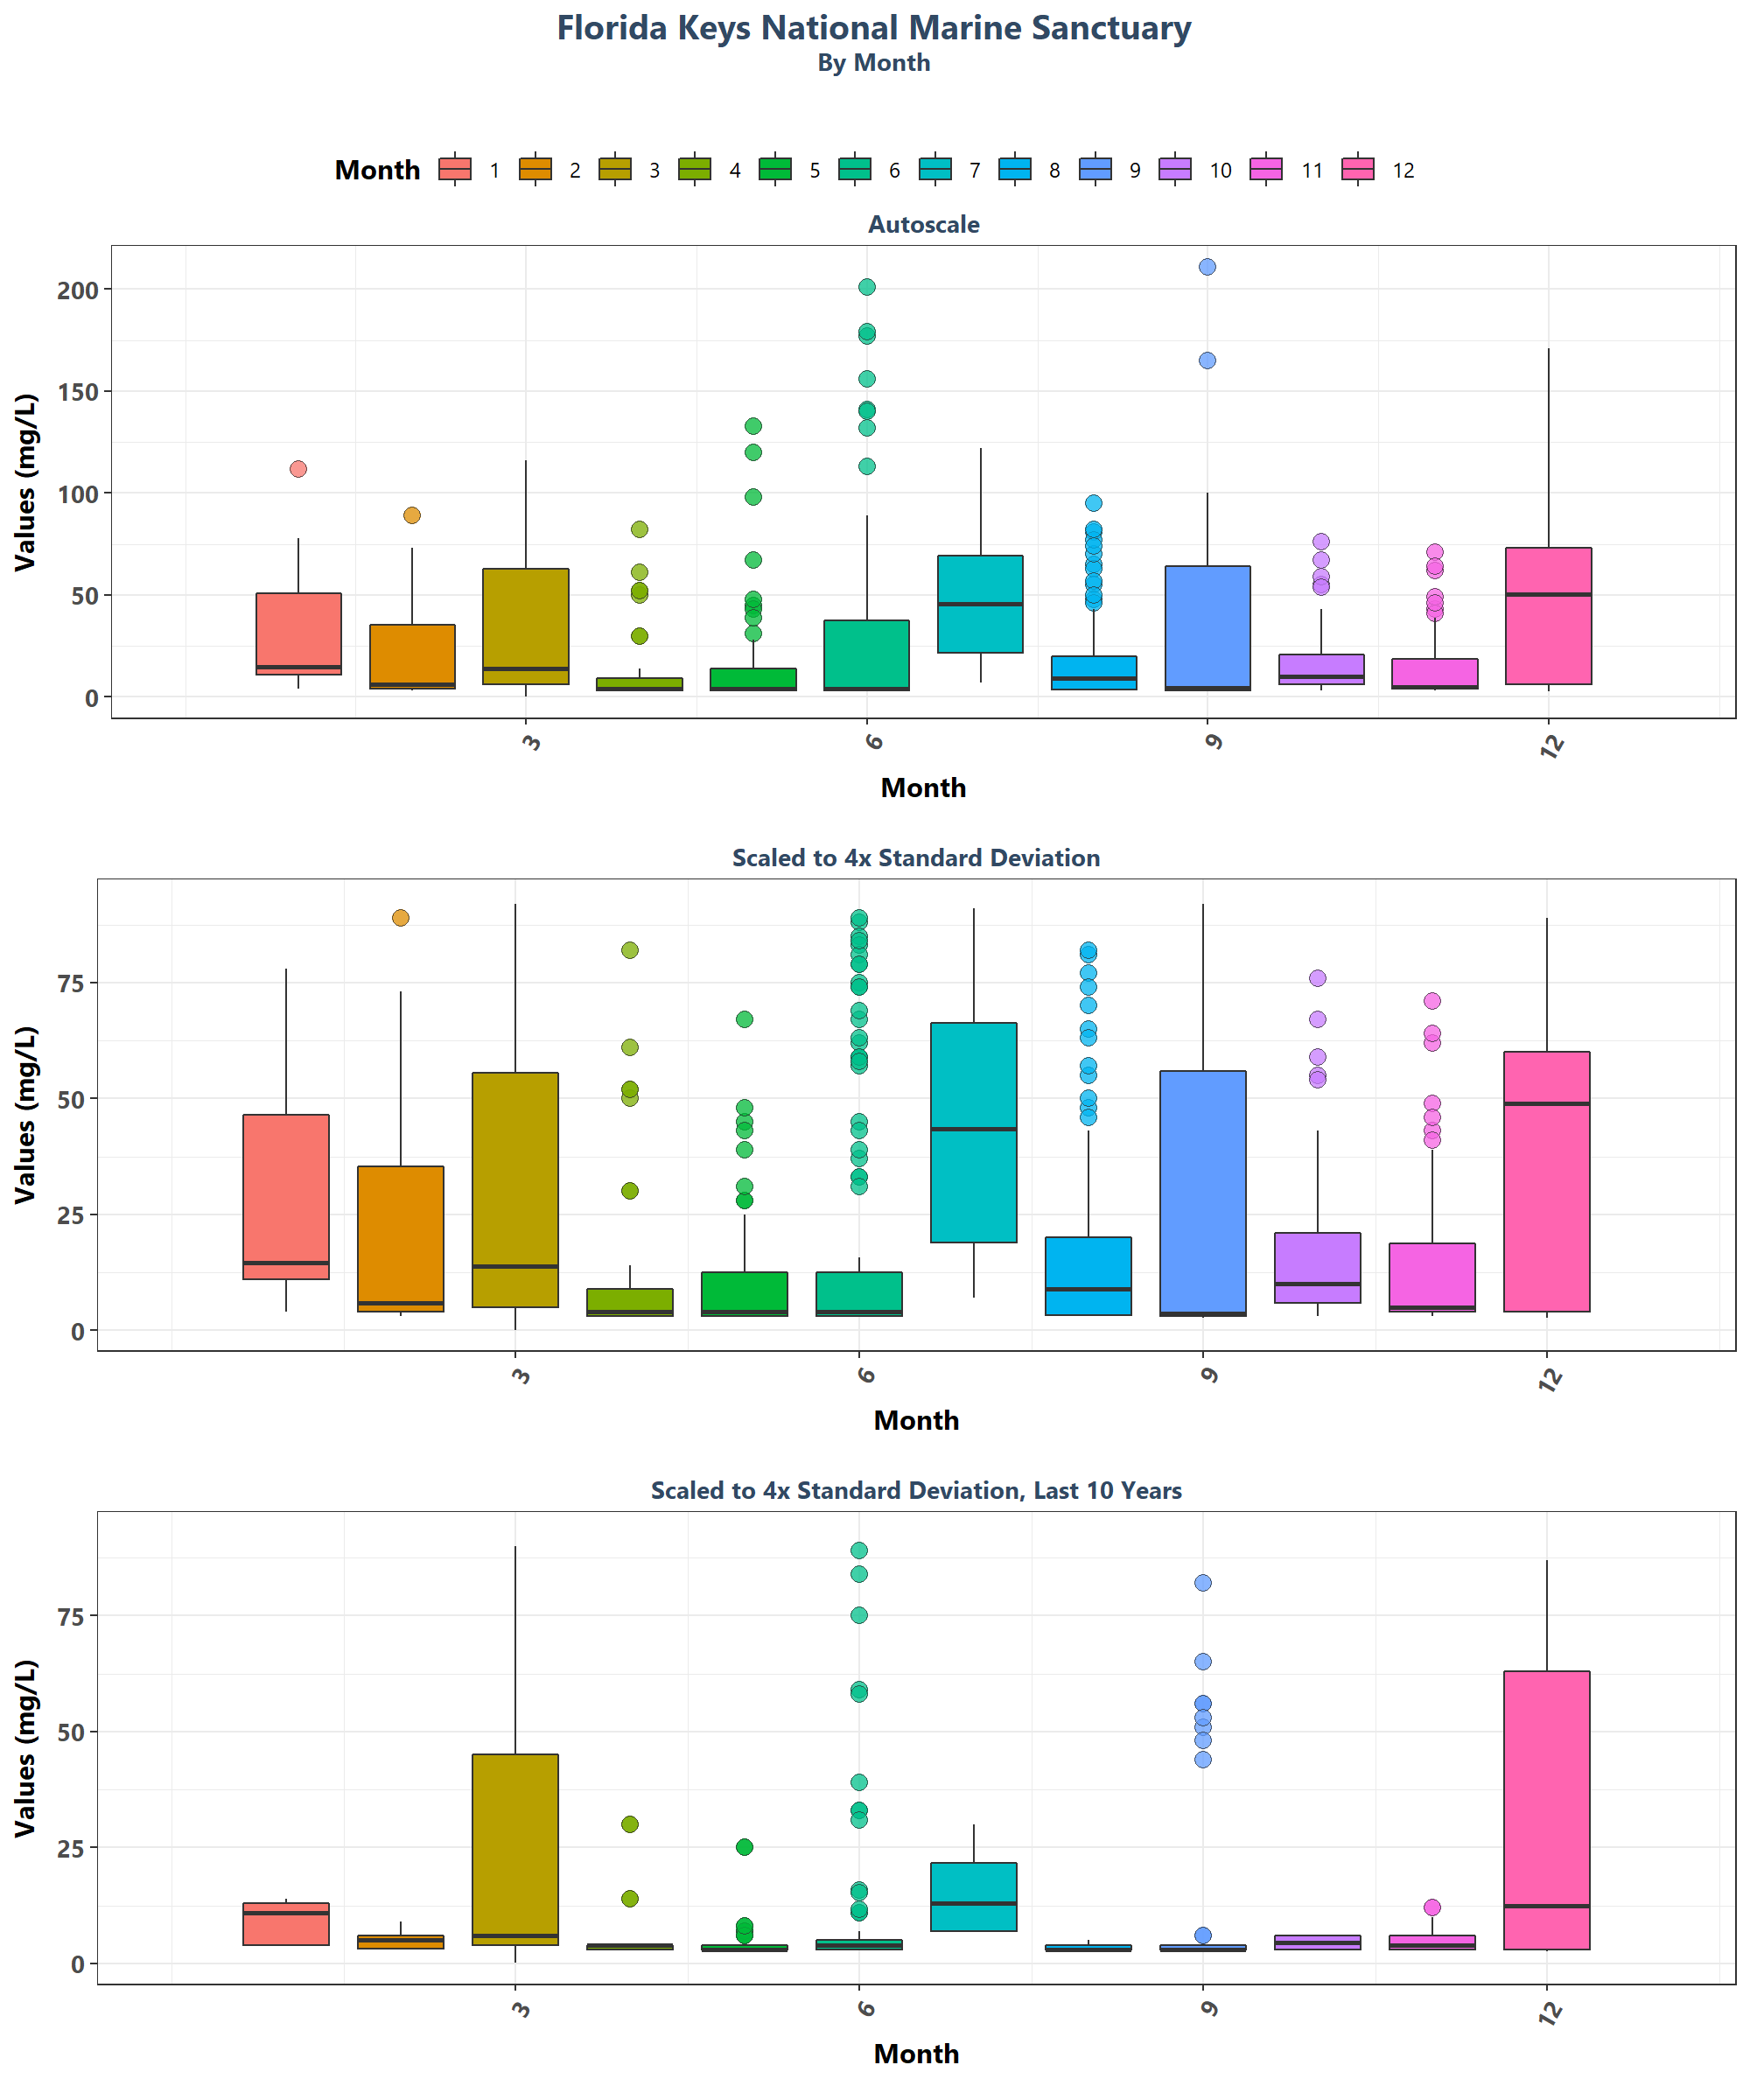 Florida Keys National Marine Sanctuary
By Month
Month 1 2 3 4 5 6 7 8 9 10 11 12
Autoscale
Values (mg/L)
200
150
100
50
0
3 6 9 12
Month
Scaled to 4x Standard Deviation
Values (mg/L)
75
50
25
0
3 6 9 12
Month
Scaled to 4x Standard Deviation, Last 10 Years
Values (mg/L)
75
50
25
0
3 6 9 12
Month